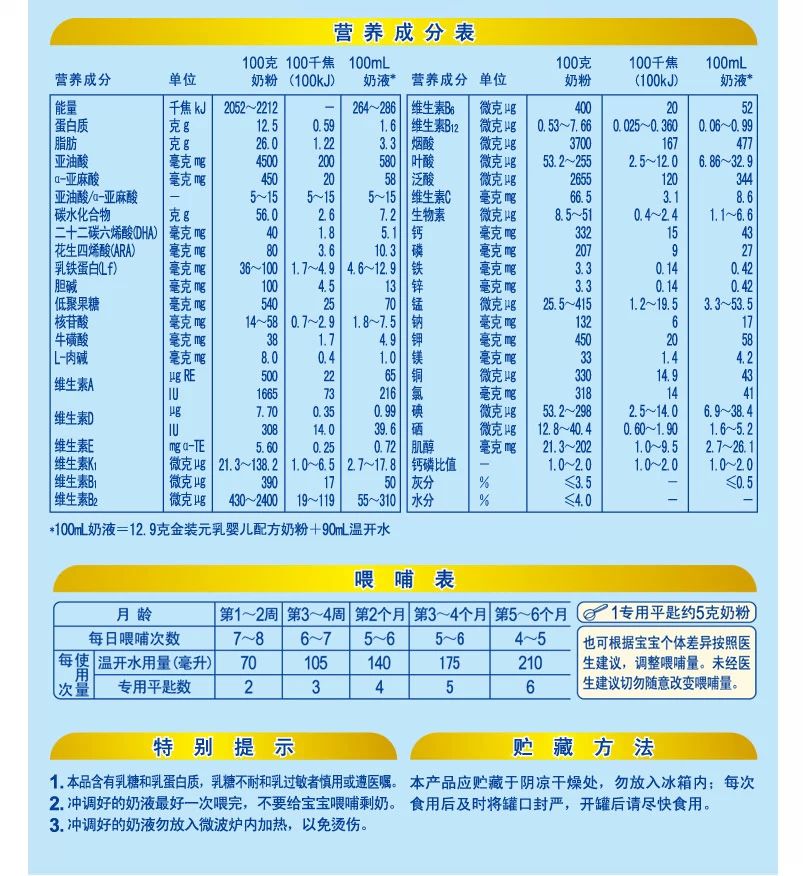 营养成分表
营养成分 单位 100克奶粉 100千焦(100kJ) 100mL奶液* 营养成分 单位 100克奶粉 100千焦(100kJ) 100mL奶液*
能量 千焦 kJ 2052～2212 － 264～286 维生素B6 微克 μg 400 20 52
蛋白质 克 g 12.5 0.59 1.6 维生素B12 微克 μg 0.53～7.66 0.025～0.360 0.06～0.99
脂肪 克 g 26.0 1.22 3.3 烟酸 微克 μg 3700 167 477
亚油酸 毫克 mg 4500 200 580 叶酸 微克 μg 53.2～255 2.5～12.0 6.86～32.9
α-亚麻酸 毫克 mg 450 20 58 泛酸 微克 μg 2655 120 344
亚油酸/α-亚麻酸 － 5～15 5～15 5～15 维生素C 毫克 mg 66.5 3.1 8.6
碳水化合物 克 g 56.0 2.6 7.2 生物素 微克 μg 8.5～51 0.4～2.4 1.1～6.6
二十二碳六烯酸(DHA) 毫克 mg 40 1.8 5.1 钙 毫克 mg 332 15 43
花生四烯酸(ARA) 毫克 mg 80 3.6 10.3 磷 毫克 mg 207 9 27
乳铁蛋白(Lf) 毫克 mg 36～100 1.7～4.9 4.6～12.9 铁 毫克 mg 3.3 0.14 0.42
胆碱 毫克 mg 100 4.5 13 锌 毫克 mg 3.3 0.14 0.42
低聚果糖 毫克 mg 540 25 70 锰 微克 μg 25.5～415 1.2～19.5 3.3～53.5
核苷酸 毫克 mg 14～58 0.7～2.9 1.8～7.5 钠 毫克 mg 132 6 17
牛磺酸 毫克 mg 38 1.7 4.9 钾 毫克 mg 450 20 58
L-肉碱 毫克 mg 8.0 0.4 1.0 镁 毫克 mg 33 1.4 4.2
维生素A μg RE 500 22 65 铜 微克 μg 330 14.9 43
IU 1665 73 216 氯 毫克 mg 318 14 41
维生素D μg 7.70 0.35 0.99 碘 微克 μg 53.2～298 2.5～14.0 6.9～38.4
IU 308 14.0 39.6 硒 微克 μg 12.8～40.4 0.60～1.90 1.6～5.2
维生素E mg α-TE 5.60 0.25 0.72 肌醇 毫克 mg 21.3～202 1.0～9.5 2.7～26.1
维生素K1 微克 μg 21.3～138.2 1.0～6.5 2.7～17.8 钙磷比值 － 1.0～2.0 1.0～2.0 1.0～2.0
维生素B1 微克 μg 390 17 50 灰分 % ≤3.5 － ≤0.5
维生素B2 微克 μg 430～2400 19～119 55～310 水分 % ≤4.0 － －
*100mL奶液＝12.9克金装元乳婴儿配方奶粉＋90mL温开水
喂哺表
月龄 第1～2周 第3～4周 第2个月 第3～4个月 第5～6个月
每日喂哺次数 7～8 6～7 5～6 5～6 4～5
每次使用量 温开水用量(毫升) 70 105 140 175 210
专用平匙数 2 3 4 5 6
1专用平匙约5克奶粉
也可根据宝宝个体差异按照医
生建议，调整喂哺量。未经医
生建议切勿随意改变喂哺量。
特别提示
1. 本品含有乳糖和乳蛋白质，乳糖不耐和乳过敏者慎用或遵医嘱。
2. 冲调好的奶液最好一次喂完，不要给宝宝喂哺剩奶。
3. 冲调好的奶液勿放入微波炉内加热，以免烫伤。
贮藏方法
本产品应贮藏于阴凉干燥处，勿放入冰箱内；每次
食用后及时将罐口封严，开罐后请尽快食用。